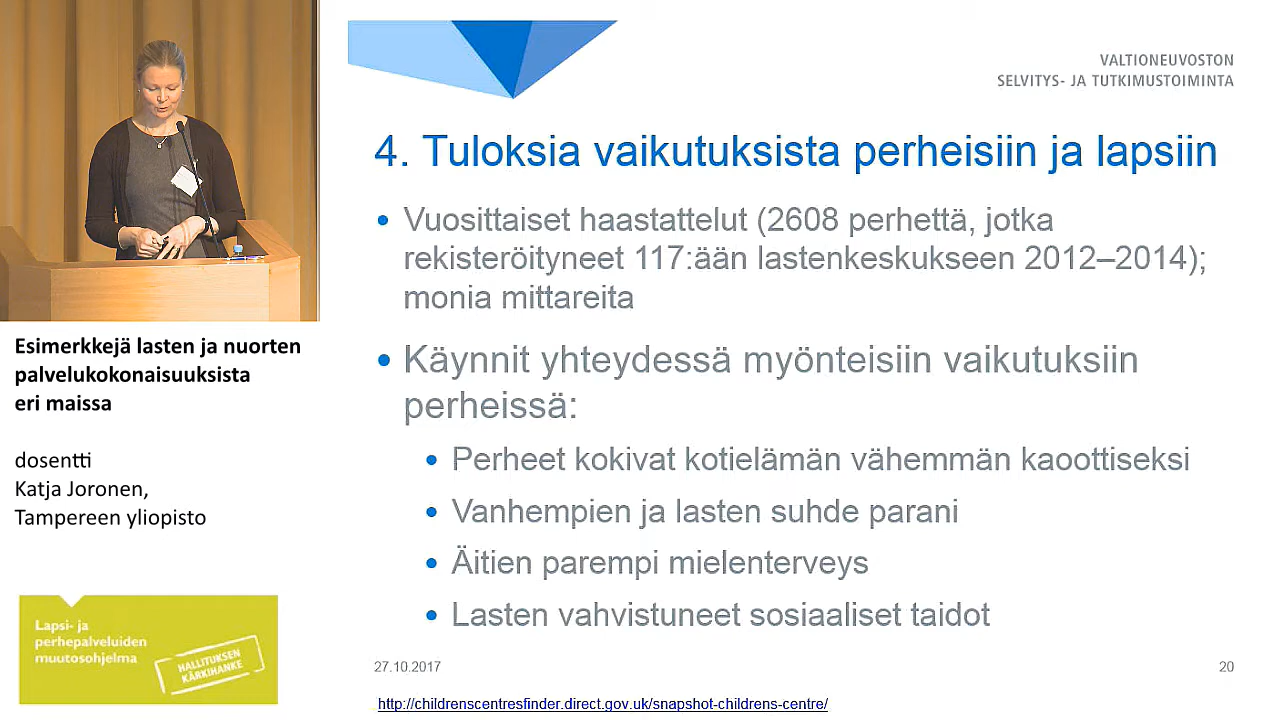 VALTIONEUVOSTON
SELVITYS- JA TUTKIMUSTOIMINTA
4. Tuloksia vaikutuksista perheisiin ja lapsiin
• Vuosittaiset haastattelut (2608 perhettä, jotka
rekisteröityneet 117:ään lastenkeskukseen 2012–2014);
monia mittareita
• Käynnit yhteydessä myönteisiin vaikutuksiin
perheissä:
• Perheet kokivat kotielämän vähemmän kaoottiseksi
• Vanhempien ja lasten suhde parani
• Äitien parempi mielenterveys
• Lasten vahvistuneet sosiaaliset taidot
27.10.2017
20
http://childrenscentresfinder.direct.gov.uk/snapshot-childrens-centre/
Esimerkkejä lasten ja nuorten
palvelukokonaisuuksista
eri maissa
dosentti
Katja Joronen,
Tampereen yliopisto
Lapsi- ja
perhepalveluiden
muutosohjelma
HALLITUKSEN
KÄRKIHANKE